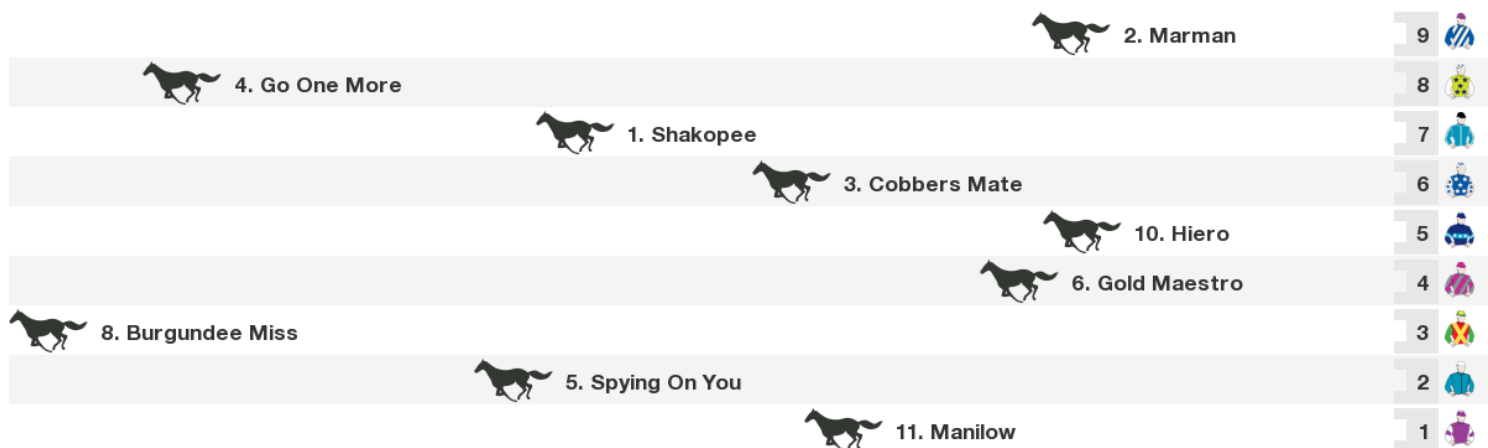 2. Marman 9
4. Go One More 8
1. Shakopee 7
3. Cobbers Mate 6
10. Hiero 5
6. Gold Maestro 4
8. Burgundee Miss 3
5. Spying On You 2
11. Manilow 1